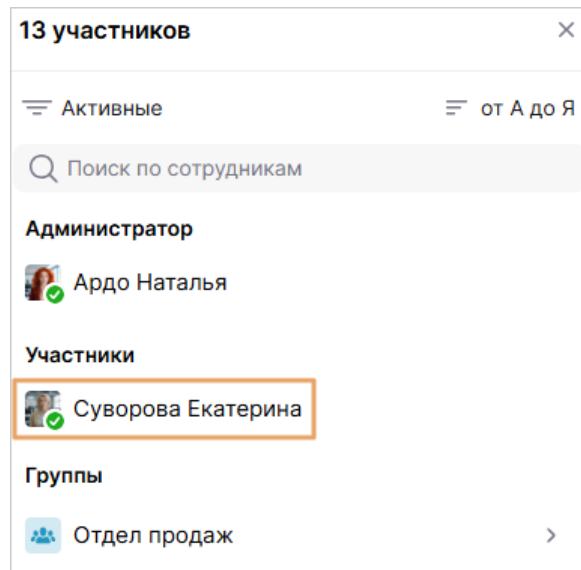 13 участников
Активные
от А до Я
Поиск по сотрудникам
Администратор
Ардо Наталья
Участники
Суворова Екатерина
Группы
Отдел продаж